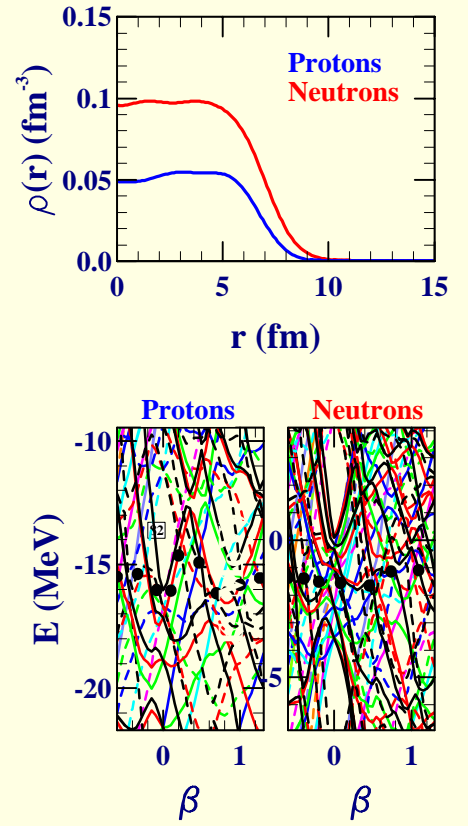 0.15
0.1
0.05
0.0
ρ(r) (fm-3)
Protons
Neutrons
0 5 10 15
r (fm)
Protons Neutrons
-10
-15
-20
E (MeV)
0
-5
0 1 0 1
β β